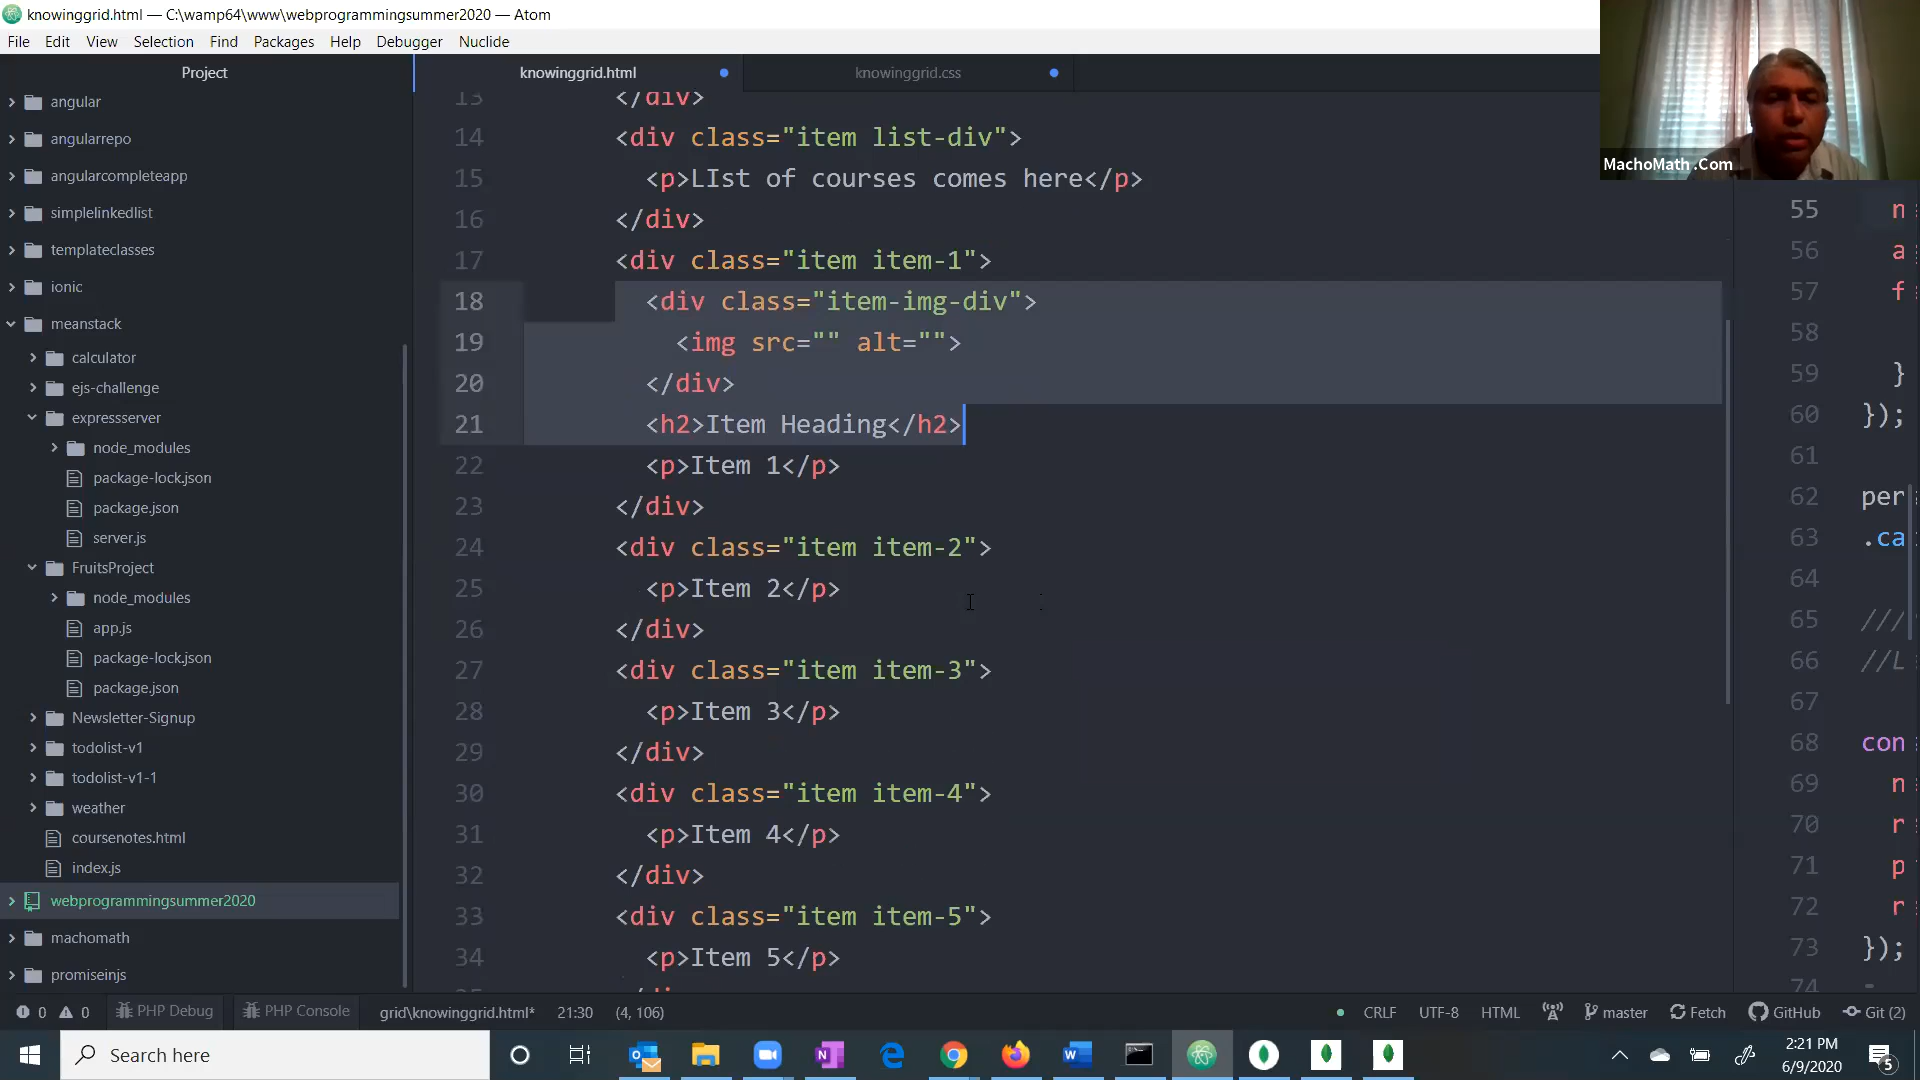 knowinggrid.html — C:\wamp64\www\webprogrammingsummer2020 — Atom
File Edit View Selection Find Packages Help Debugger Nuclide
Project
knowinggrid.html
knowinggrid.css
angular
angularrepo
angularcompleteapp
simplelinkedlist
templateclasses
ionic
meanstack
calculator
ejs-challenge
expressserver
node_modules
package-lock.json
package.json
server.js
FruitsProject
node_modules
app.js
package-lock.json
package.json
Newsletter-Signup
todolist-v1
todolist-v1-1
weather
coursenotes.html
index.js
webprogrammingsummer2020
machomath
promiseinjs
13 </div>
14 <div class="item list-div">
15 <p>LIst of courses comes here</p>
16 </div>
17 <div class="item item-1">
18 <div class="item-img-div">
19 <img src="" alt="">
20 </div>
21 <h2>Item Heading</h2>
22 <p>Item 1</p>
23 </div>
24 <div class="item item-2">
25 <p>Item 2</p>
26 </div>
27 <div class="item item-3">
28 <p>Item 3</p>
29 </div>
30 <div class="item item-4">
31 <p>Item 4</p>
32 </div>
33 <div class="item item-5">
34 <p>Item 5</p>
MachoMath .Com
55 n
56 a
57 f
58
59 }
60 });
61
62 per
63 .ca
64
65 ///
66 //L
67
68 con
69 n
70 r
71 p
72 r
73 });
74
0 0 PHP Debug PHP Console grid\knowinggrid.html* 21:30 (4, 106)
CRLF UTF-8 HTML master Fetch GitHub Git (2)
Search here
2:21 PM
6/9/2020
5